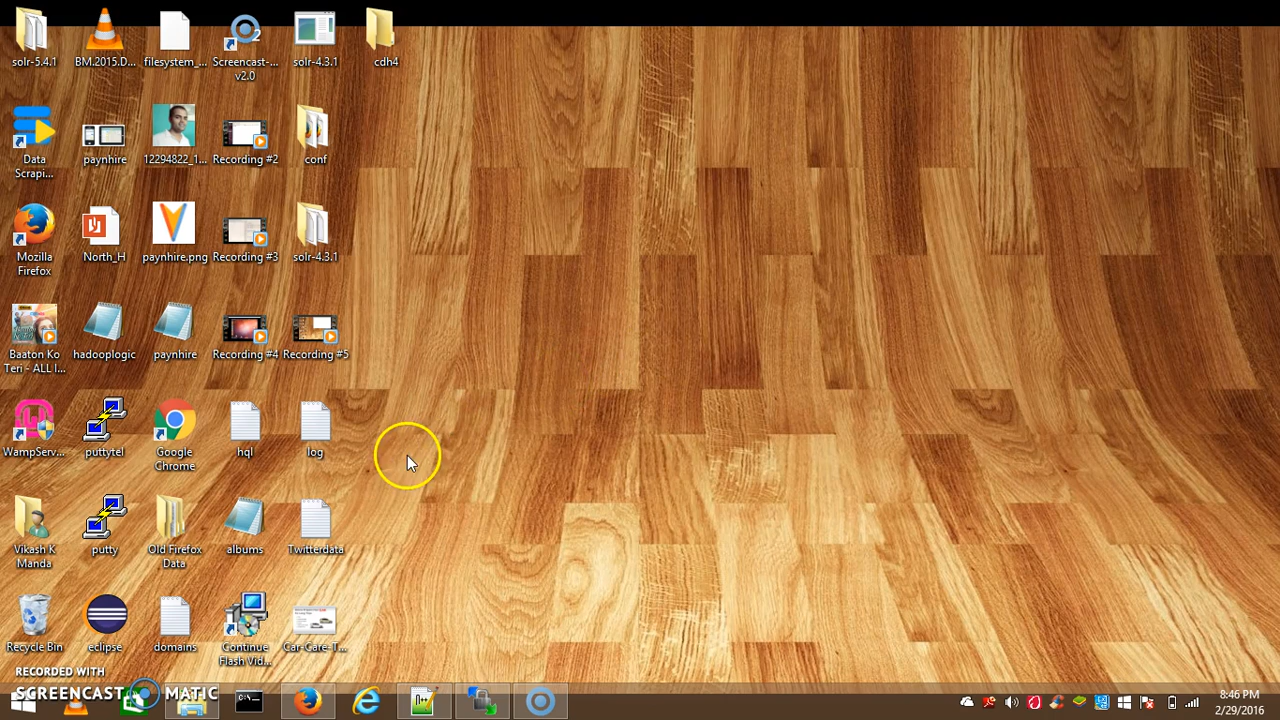 solr-5.4.1
BM.2015.D...
filesystem_...
Screencast-...
v2.0
solr-4.3.1
cdh4
Data
Scrapi...
paynhire
12294822_1...
Recording #2
conf
Mozilla
Firefox
North_H
paynhire.png
Recording #3
solr-4.3.1
Baaton Ko
Teri - ALL I...
hadooplogic
paynhire
Recording #4
Recording #5
WampServ...
puttytel
Google
Chrome
hql
log
Vikash K
Manda
putty
Old Firefox
Data
albums
Twitterdata
Recycle Bin
eclipse
domains
Continue
Flash Vid...
Car-Care-T...
RECORDED WITH
SCREENCAST MATIC
8:46 PM
2/29/2016